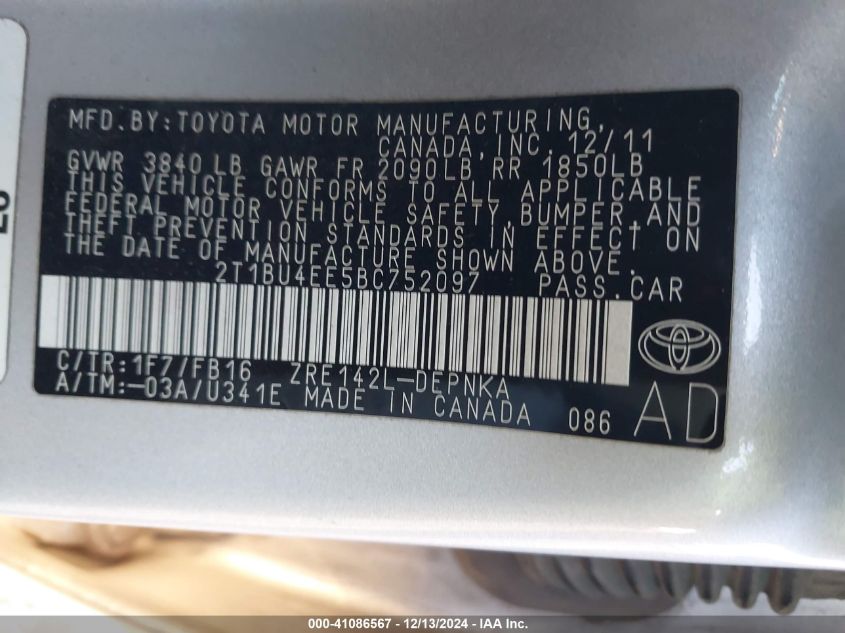 MFD.BY:TOYOTA MOTOR MANUFACTURING,
CANADA, INC. 12/11
GVWR 3840 LB GAWR FR 2090LB RR 1850LB
THIS VEHICLE CONFORMS TO ALL APPLICABLE
FEDERAL MOTOR VEHICLE SAFETY, BUMPER, AND
THEFT PREVENTION STANDARDS IN EFFECT ON
THE DATE OF MANUFACTURE SHOWN ABOVE.
2T1BU4EE5BC752097 PASS.CAR
C/TR:1F7/FB16 ZRE142L-DEPNKA
A/TM:-03A/U341E MADE IN CANADA 086
AD
000-41086567 - 12/13/2024 - IAA Inc.